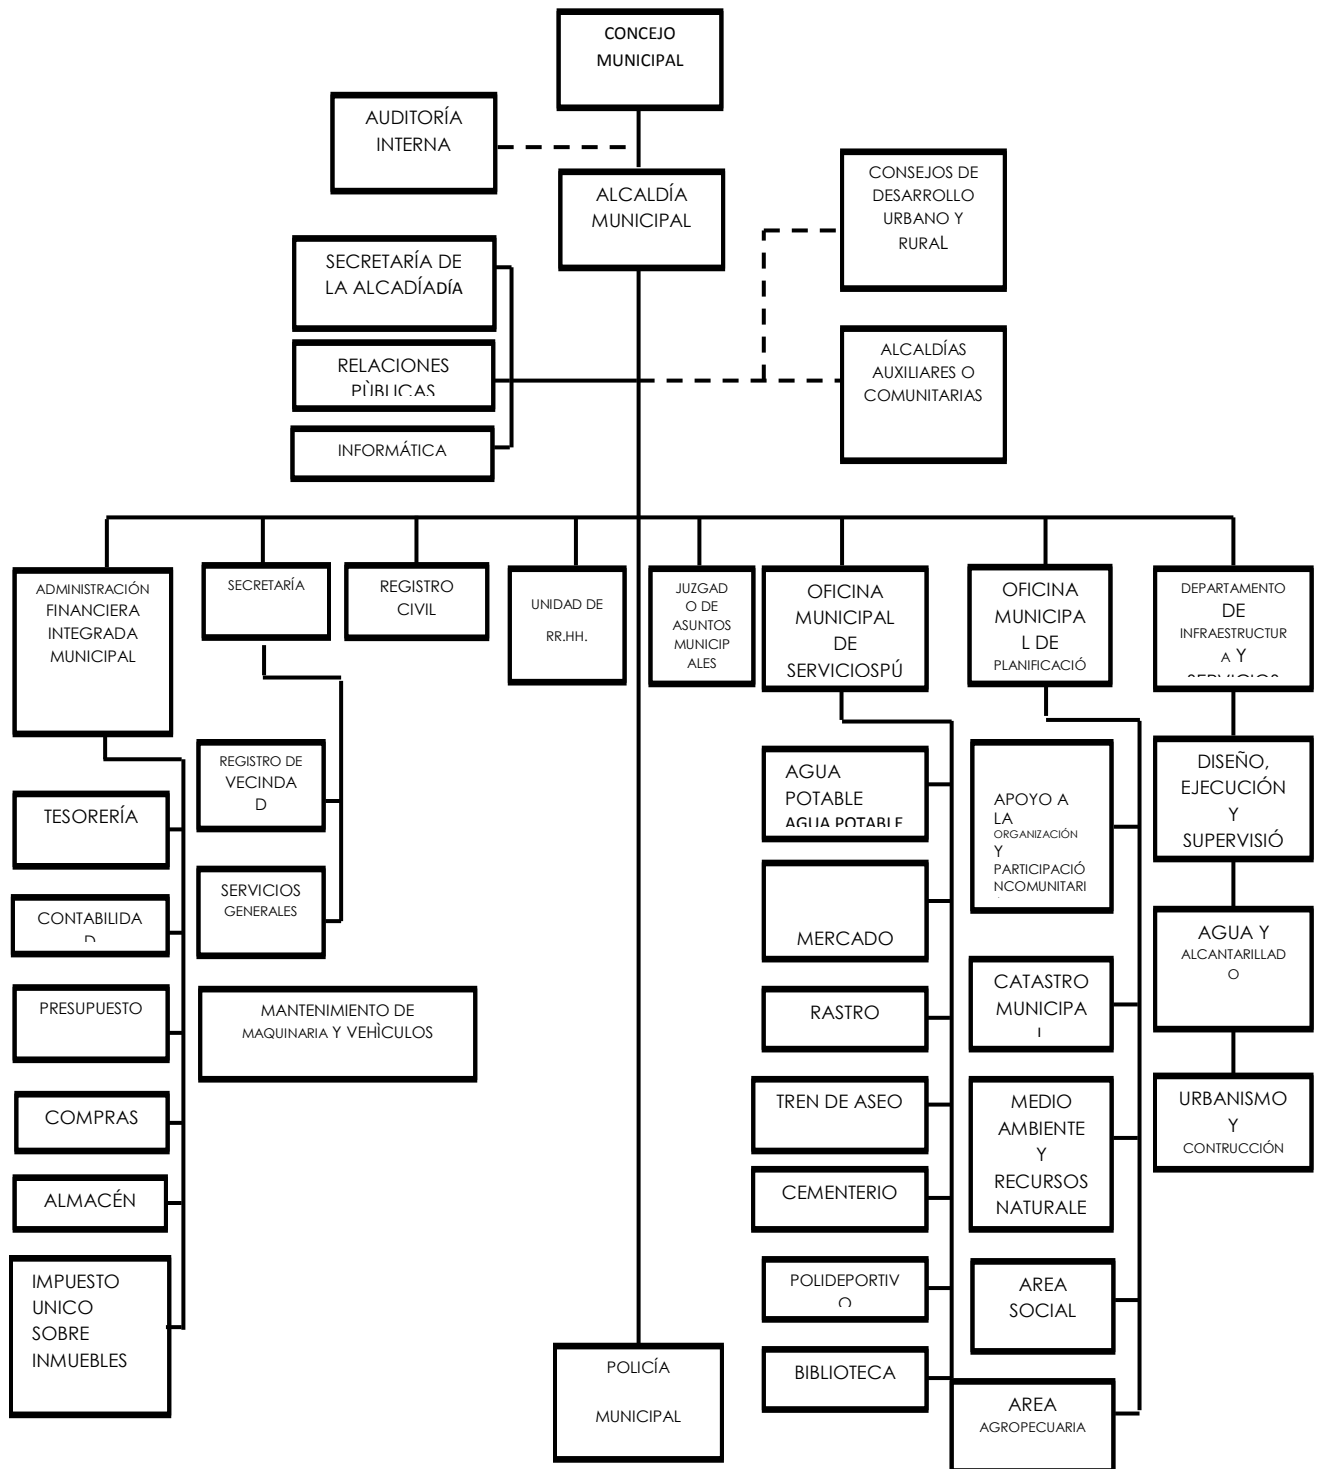 CONCEJO
MUNICIPAL
AUDITORÍA
INTERNA
ALCALDÍA
MUNICIPAL
CONSEJOS DE
DESARROLLO
URBANO Y
RURAL
SECRETARÍA DE
LA ALCADÍADÍA
RELACIONES
PÙBLICAS
INFORMÁTICA
ALCALDÍAS
AUXILIARES O
COMUNITARIAS
ADMINISTRACIÓN
FINANCIERA
INTEGRADA
MUNICIPAL
SECRETARÍA
REGISTRO
CIVIL
UNIDAD DE
RR.HH.
JUZGAD
O DE
ASUNTOS
MUNICIP
ALES
OFICINA
MUNICIPAL
DE
SERVICIOSPÚ
OFICINA
MUNICIPA
L DE
PLANIFICACIÓ
DEPARTAMENTO
DE
INFRAESTRUCTUR
A Y
SERVICIOS
TESORERÍA
CONTABILIDA
D
PRESUPUESTO
COMPRAS
ALMACÉN
IMPUESTO
UNICO
SOBRE
INMUEBLES
REGISTRO DE
VECINDA
D
SERVICIOS
GENERALES
MANTENIMIENTO DE
MAQUINARIA Y VEHÌCULOS
POLICÍA
MUNICIPAL
AGUA
POTABLE
AGUA POTABLE
MERCADO
RASTRO
TREN DE ASEO
CEMENTERIO
POLIDEPORTIV
O
BIBLIOTECA
APOYO A
LA
ORGANIZACIÓN
Y
PARTICIPACIÓ
NCOMUNITARI
CATASTRO
MUNICIPA
L
MEDIO
AMBIENTE
Y
RECURSOS
NATURALE
AREA
SOCIAL
AREA
AGROPECUARIA
DISEÑO,
EJECUCIÓN
Y
SUPERVISIÓ
AGUA Y
ALCANTARILLAD
O
URBANISMO
Y
CONTRUCCIÓN